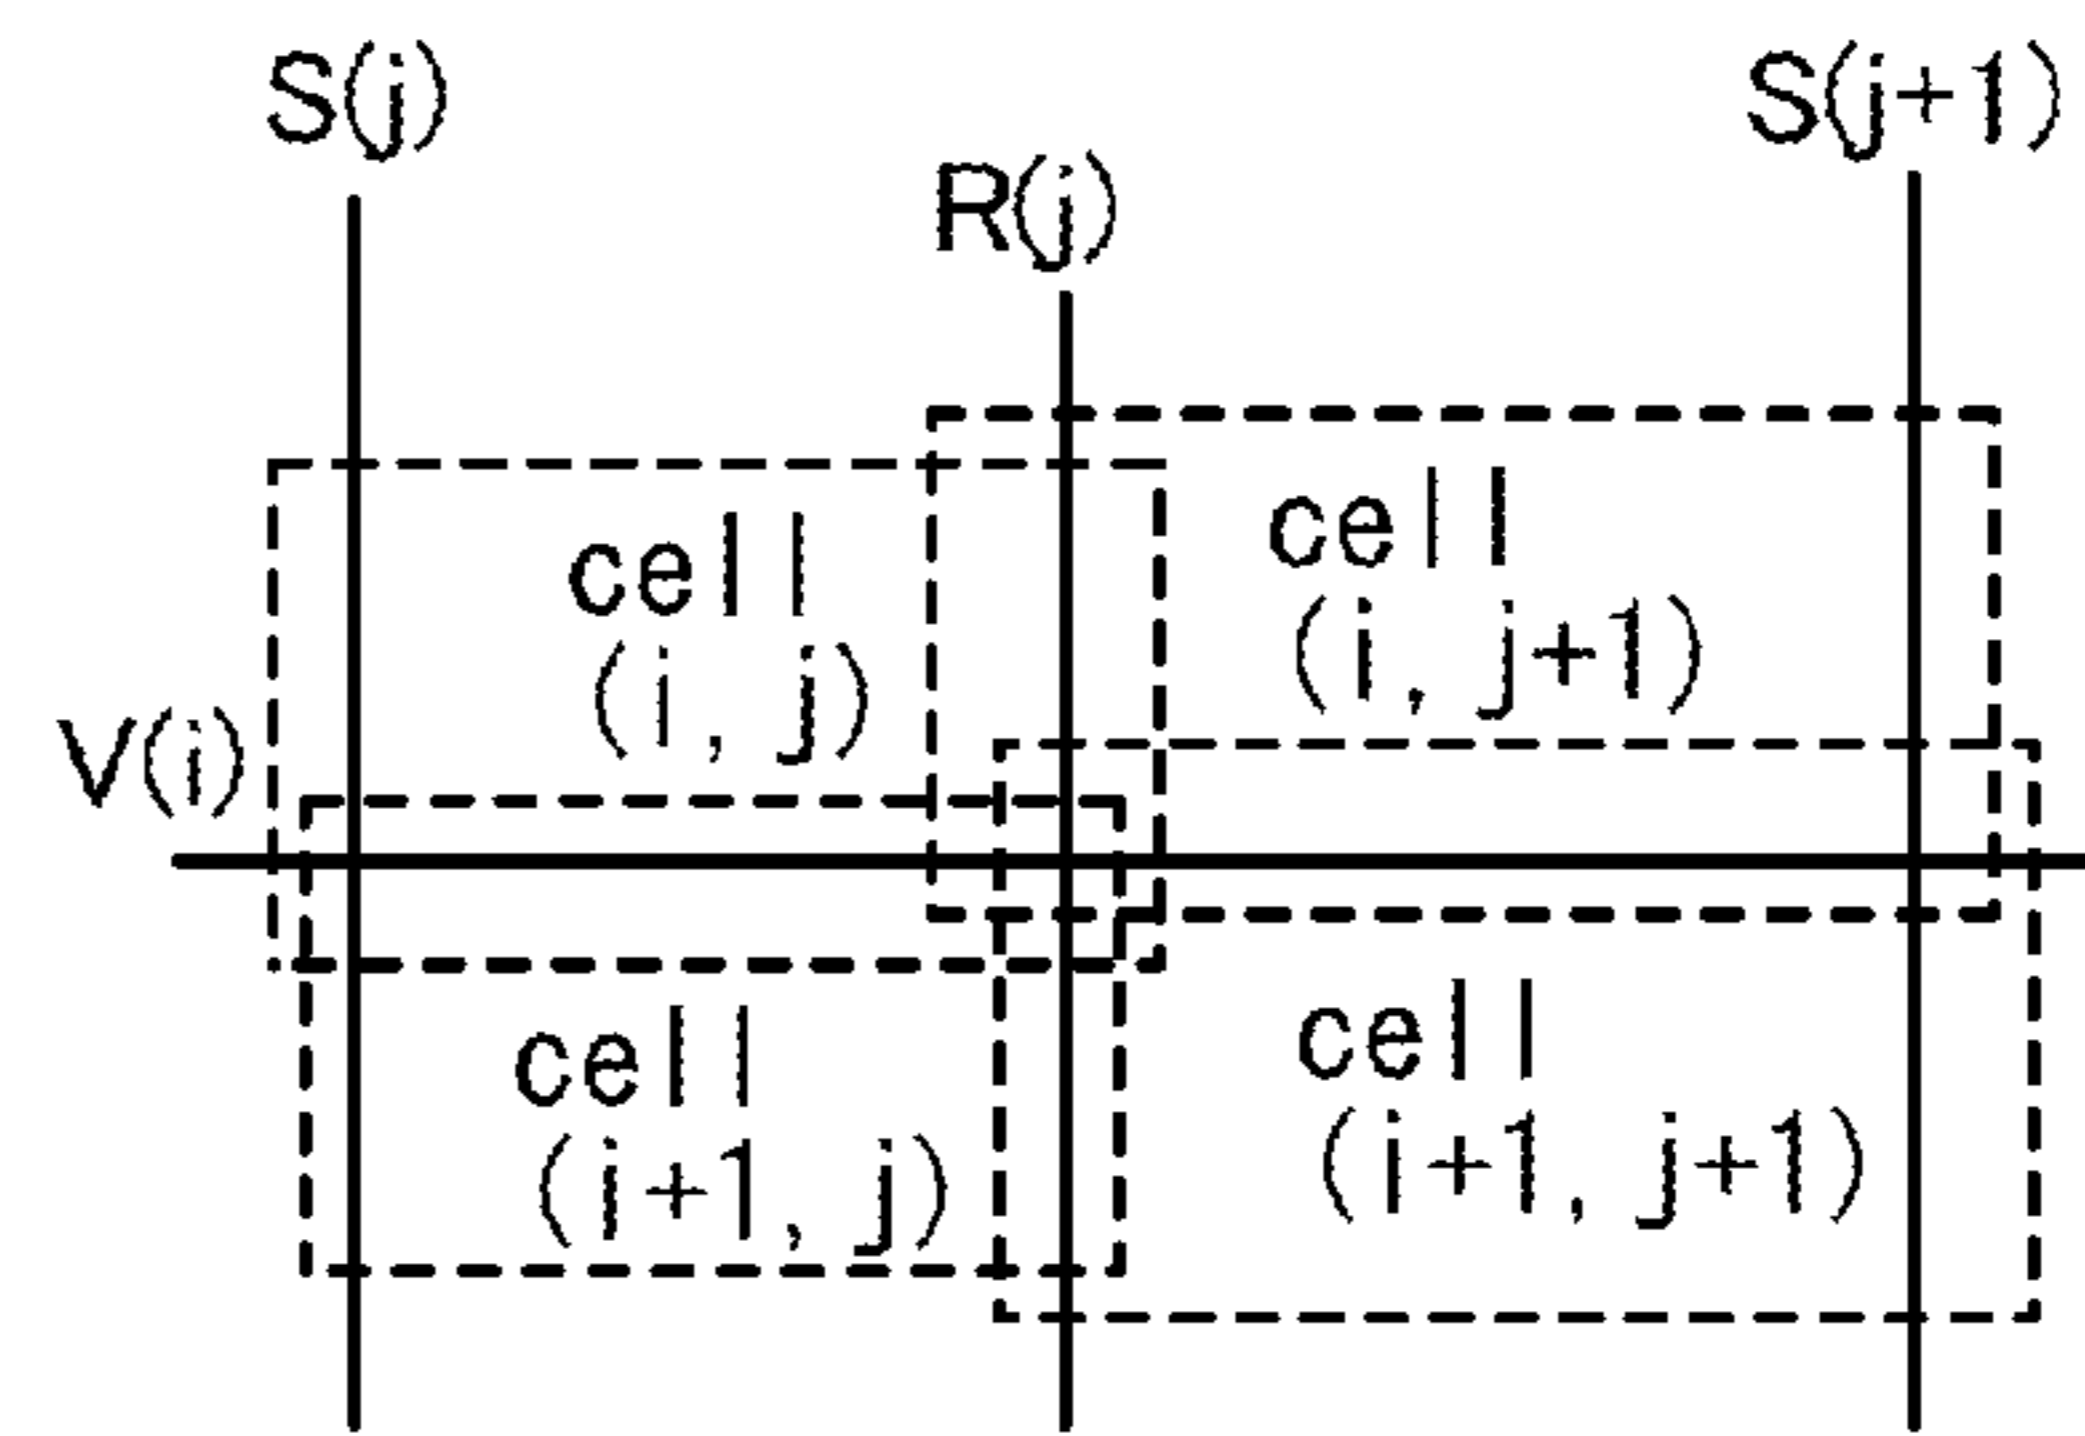 S(j)
R(j)
S(j+1)
cell
(i, j)
cell
(i, j+1)
V(i)
cell
(i+1, j)
cell
(i+1, j+1)